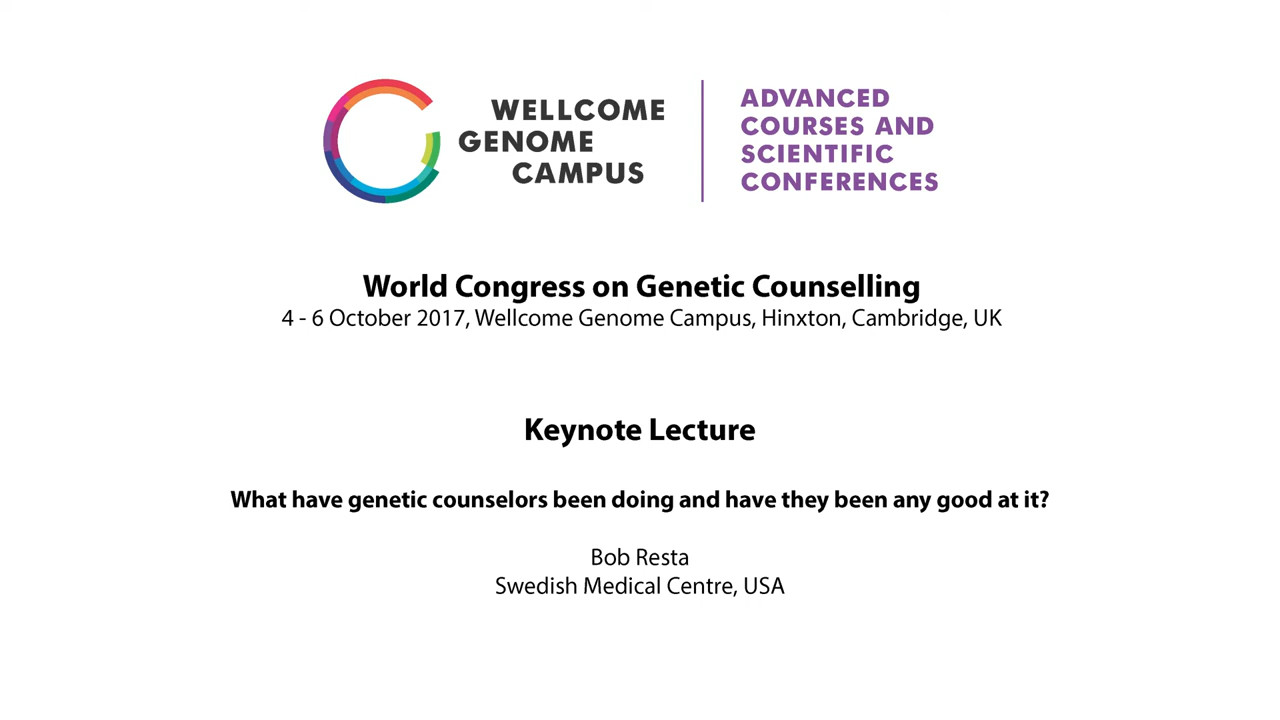 WELLCOME
GENOME
CAMPUS
ADVANCED
COURSES AND
SCIENTIFIC
CONFERENCES
World Congress on Genetic Counselling
4 - 6 October 2017, Wellcome Genome Campus, Hinxton, Cambridge, UK
Keynote Lecture
What have genetic counselors been doing and have they been any good at it?
Bob Resta
Swedish Medical Centre, USA